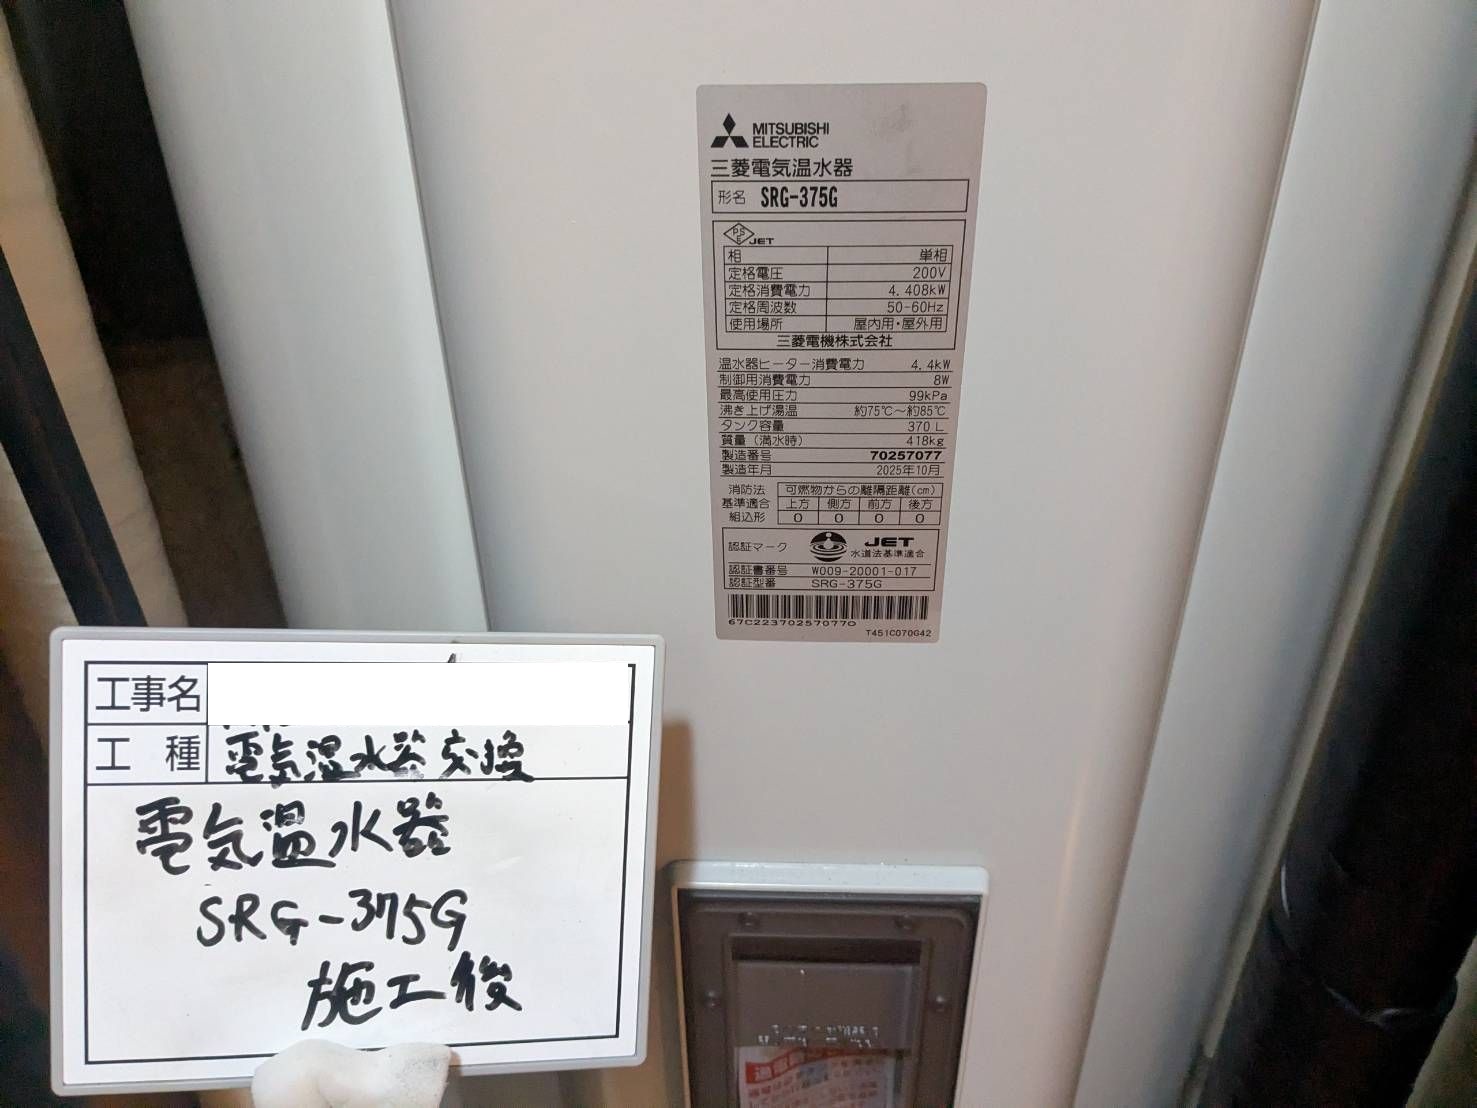 MITSUBISHI
ELECTRIC
三菱電気温水器
形名 SRG-375G
PSE JET
相 単相
定格電圧 200V
定格消費電力 4.408kW
定格周波数 50-60Hz
使用場所 屋内用・屋外用
三菱電機株式会社
温水器ヒーター消費電力 4.4kW
制御用消費電力 8W
最高使用圧力 99kPa
沸き上げ湯温 約75℃～約85℃
タンク容量 370 L
質量（満水時） 418kg
製造番号 70257077
製造年月 2025年10月
消防法 可燃物からの離隔距離(cm)
基準適合 上方 側方 前方 後方
組込形 0 0 0 0
認証マーク JET
水道法基準適合
認証書番号 W009-20001-017
認証型番 SRG-375G
67C2237025707​70
T451C070G42
工事名
工種 電気温水器交換
電気温水器
SRG-375G
施工後